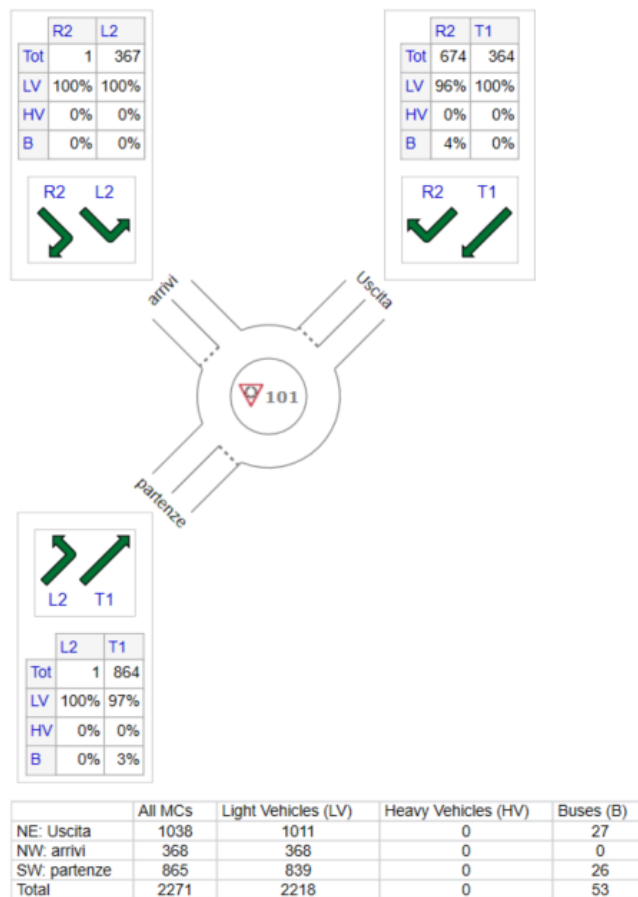 R2 L2
Tot 1 367
LV 100% 100%
HV 0% 0%
B 0% 0%
R2 L2
R2 T1
Tot 674 364
LV 96% 100%
HV 0% 0%
B 4% 0%
R2 T1
arrivi
Uscita
101
partenze
L2 T1
L2 T1
Tot 1 864
LV 100% 97%
HV 0% 0%
B 0% 3%
All MCs Light Vehicles (LV) Heavy Vehicles (HV) Buses (B)
NE: Uscita 1038 1011 0 27
NW: arrivi 368 368 0 0
SW: partenze 865 839 0 26
Total 2271 2218 0 53